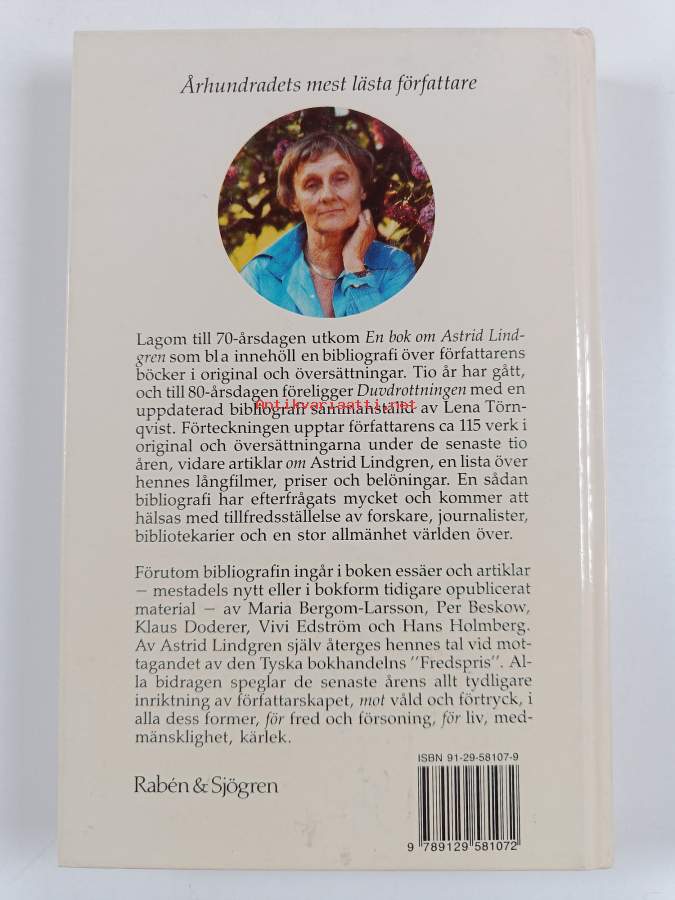 Århundradets mest lästa författare
Lagom till 70-årsdagen utkom En bok om Astrid Lind-
gren som bl a innehöll en bibliografi över författarens
böcker i original och översättningar. Tio år har gått,
och till 80-årsdagen föreligger Duvdrottningen med en
uppdaterad bibliografi sammanställd av Lena Törn-
Antikvariaatti.net
qvist. Förteckningen upptar författarens ca 115 verk i
original och översättningarna under de senaste tio
åren, vidare artiklar om Astrid Lindgren, en lista över
hennes långfilmer, priser och belöningar. En sådan
bibliografi har efterfrågats mycket och kommer att
hälsas med tillfredsställelse av forskare, journalister,
bibliotekarier och en stor allmänhet världen över.
Förutom bibliografin ingår i boken essäer och artiklar
– mestadels nytt eller i bokform tidigare opublicerat
material – av Maria Bergom-Larsson, Per Beskow,
Klaus Doderer, Vivi Edström och Hans Holmberg.
Av Astrid Lindgren själv återges hennes tal vid mot-
tagandet av den Tyska bokhandelns "Fredspris". Al-
la bidragen speglar de senaste årens allt tydligare
inriktning av författarskapet, mot våld och förtryck, i
alla dess former, för fred och försoning, för liv, med-
mänsklighet, kärlek.
ISBN 91-29-58107-9
Rabén & Sjögren
9 789129 581072